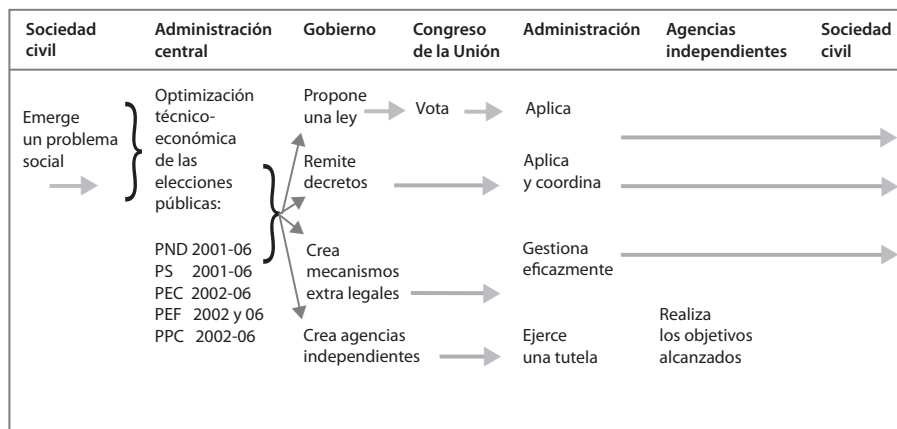 Sociedad civil
Administración central
Gobierno
Congreso de la Unión
Administración
Agencias independientes
Sociedad civil
Emerge
un problema
social
Optimización
técnico-
económica
de las
elecciones
públicas:
PND 2001-06
PS 2001-06
PEC 2002-06
PEF 2002 y 06
PPC 2002-06
Propone
una ley
Vota
Aplica
Remite
decretos
Aplica
y coordina
Crea
mecanismos
extra legales
Gestiona
eficazmente
Crea agencias
independientes
Ejerce
una tutela
Realiza
los objetivos
alcanzados